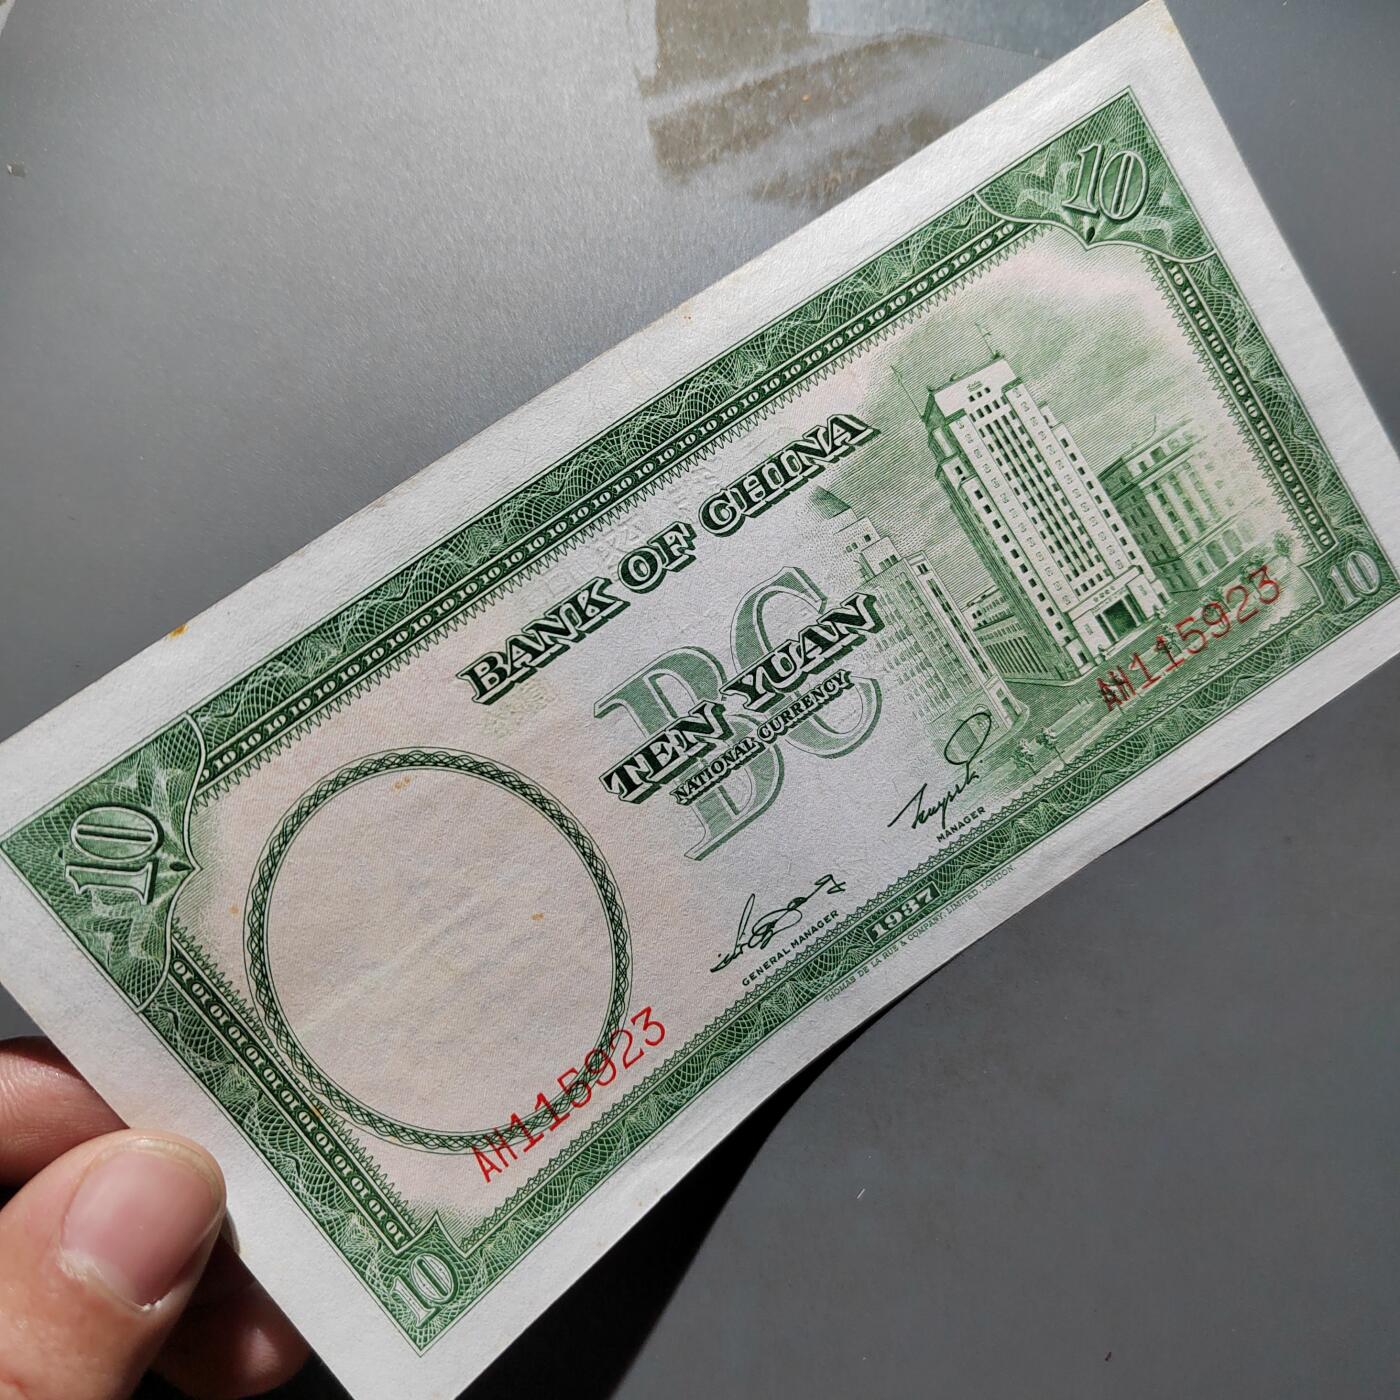 10
10
BANK OF CHINA
BC
TEN YUAN
NATIONAL CURRENCY
AH115923
MANAGER
GENERAL MANAGER
1937
THOMAS DE LA RUE & COMPANY, LIMITED, LONDON
AH115923
10
10